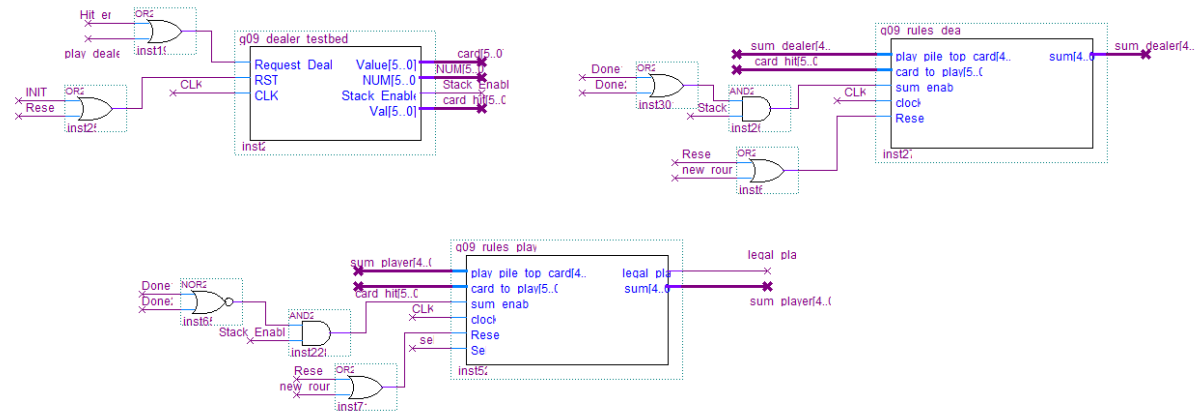 Hit er
play deale
OR2
inst19
g09 dealer testbed
Request Deal
RST
CLK
Value[5..0]
NUM[5..0]
Stack Enable
Val[5..0]
card[5..0]
NUM[5..0]
Stack Enabl
card hit[5..0
CLK
INIT
Rese
OR2
inst25
inst2
g09 rules dea
play pile top card[4..
card to play[5..0
sum enab
clock
Rese
sum[4..0
sum dealer[4..
sum dealer[4..
card hit[5..0
Done
Done2
OR2
inst30
AND2
Stack
inst26
CLK
Rese
new rour
OR2
inst6
inst27
g09 rules play
play pile top card[4..
card to play[5..0
sum enab
clock
Rese
Se
legal pla
sum[4..0
legal pla
sum player[4..0
sum player[4..(
card hit[5..0
Done
Done2
NOR2
inst65
AND2
Stack Enabl
inst22
CLK
se
Rese
new rour
OR2
inst7
inst52